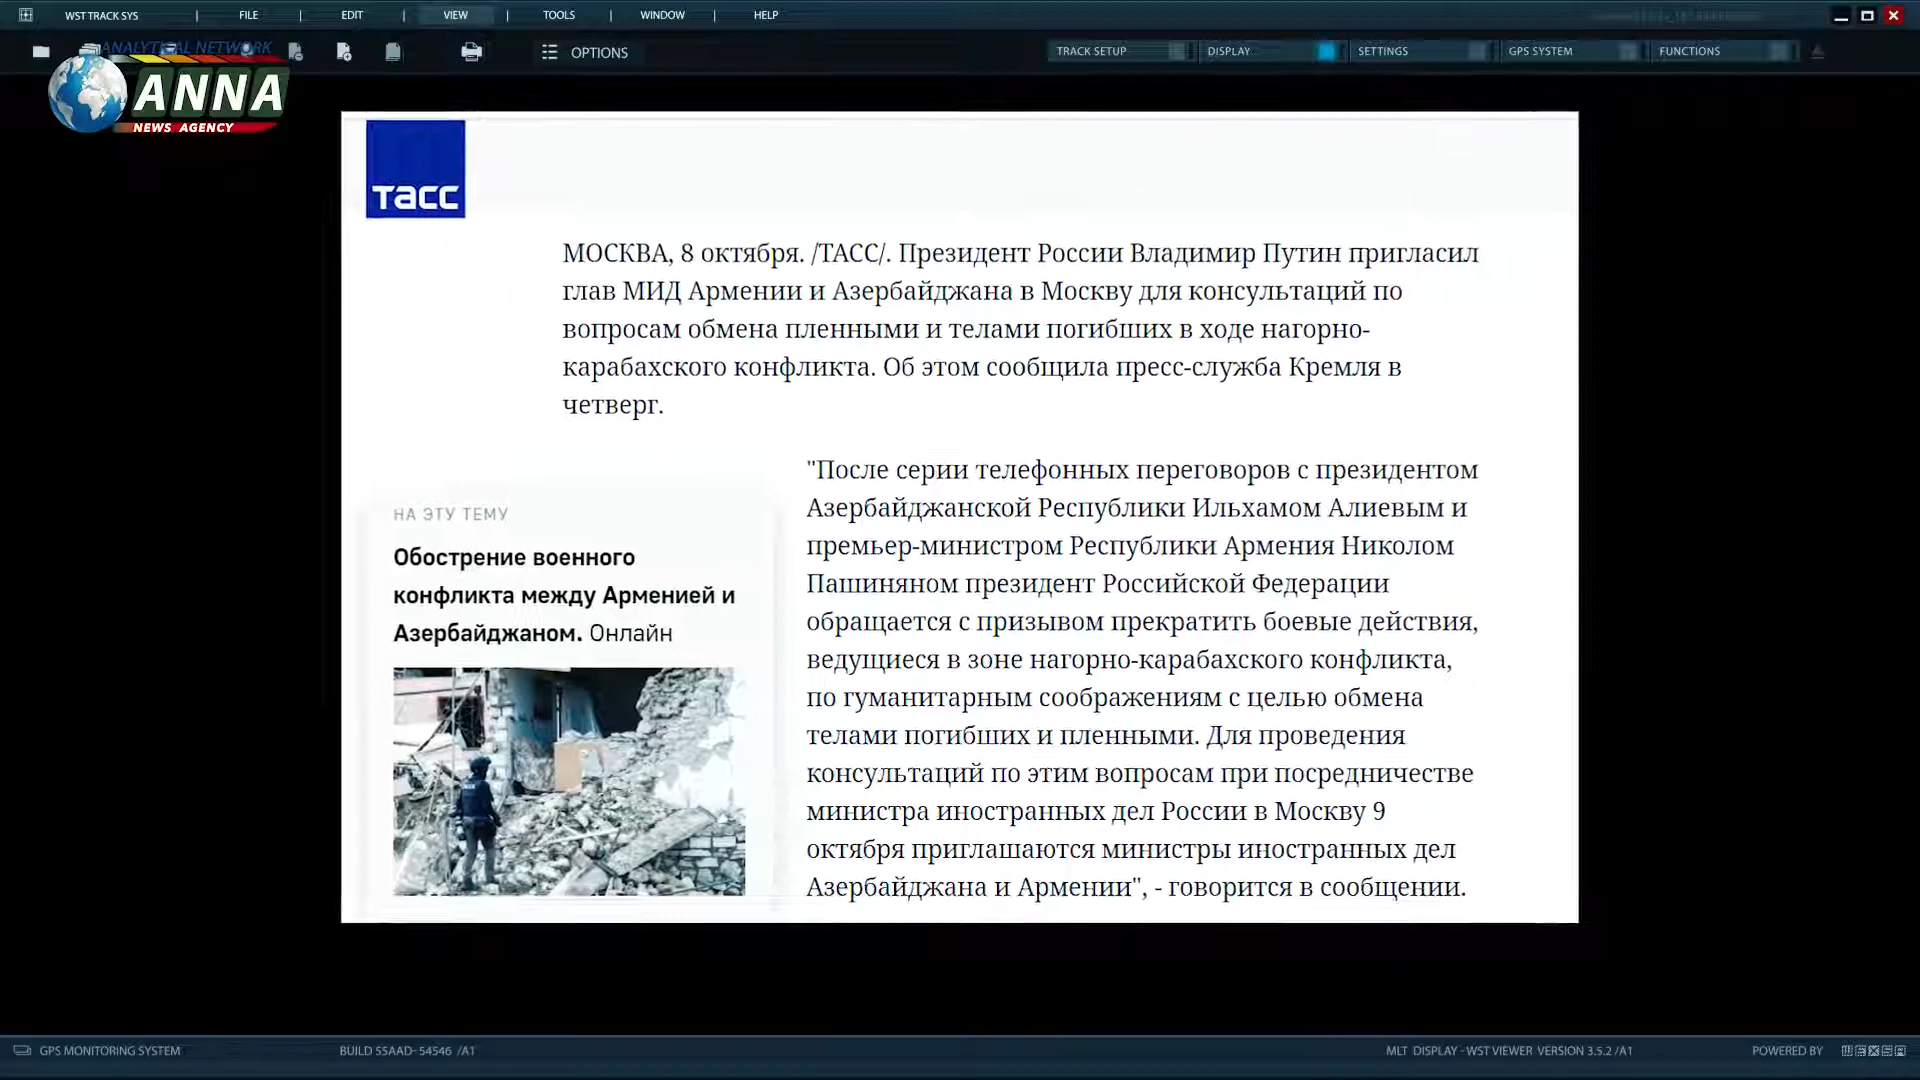 WST TRACK SYS | FILE | EDIT | VIEW | TOOLS | WINDOW | HELP
OPTIONS
TRACK SETUP DISPLAY SETTINGS GPS SYSTEM FUNCTIONS
ANALYTICAL NETWORK
ANNA
NEWS AGENCY
ТАСС
МОСКВА, 8 октября. /ТАСС/. Президент России Владимир Путин пригласил
глав МИД Армении и Азербайджана в Москву для консультаций по
вопросам обмена пленными и телами погибших в ходе нагорно-
карабахского конфликта. Об этом сообщила пресс-служба Кремля в
четверг.
НА ЭТУ ТЕМУ
Обострение военного
конфликта между Арменией и
Азербайджаном. Онлайн
"После серии телефонных переговоров с президентом
Азербайджанской Республики Ильхамом Алиевым и
премьер-министром Республики Армения Николом
Пашиняном президент Российской Федерации
обращается с призывом прекратить боевые действия,
ведущиеся в зоне нагорно-карабахского конфликта,
по гуманитарным соображениям с целью обмена
телами погибших и пленными. Для проведения
консультаций по этим вопросам при посредничестве
министра иностранных дел России в Москву 9
октября приглашаются министры иностранных дел
Азербайджана и Армении", - говорится в сообщении.
GPS MONITORING SYSTEM
BUILD SSAAD- 54546 /A1
MLT DISPLAY - WST VIEWER VERSION 3.5.2 /A1
POWERED BY